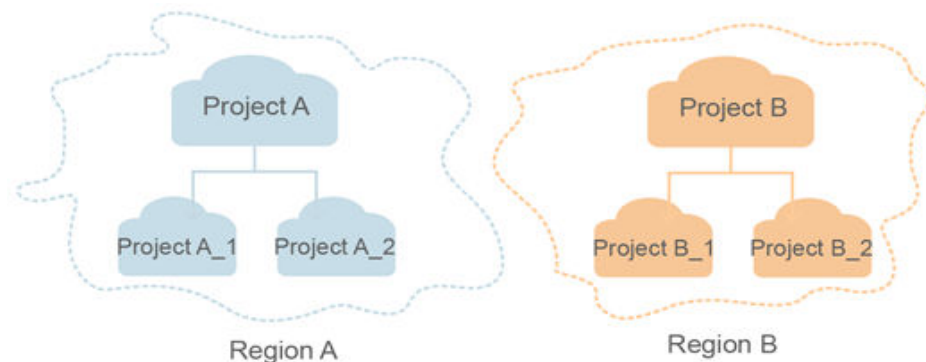 Project A
Project B
Project A_1
Project A_2
Project B_1
Project B_2
Region A
Region B